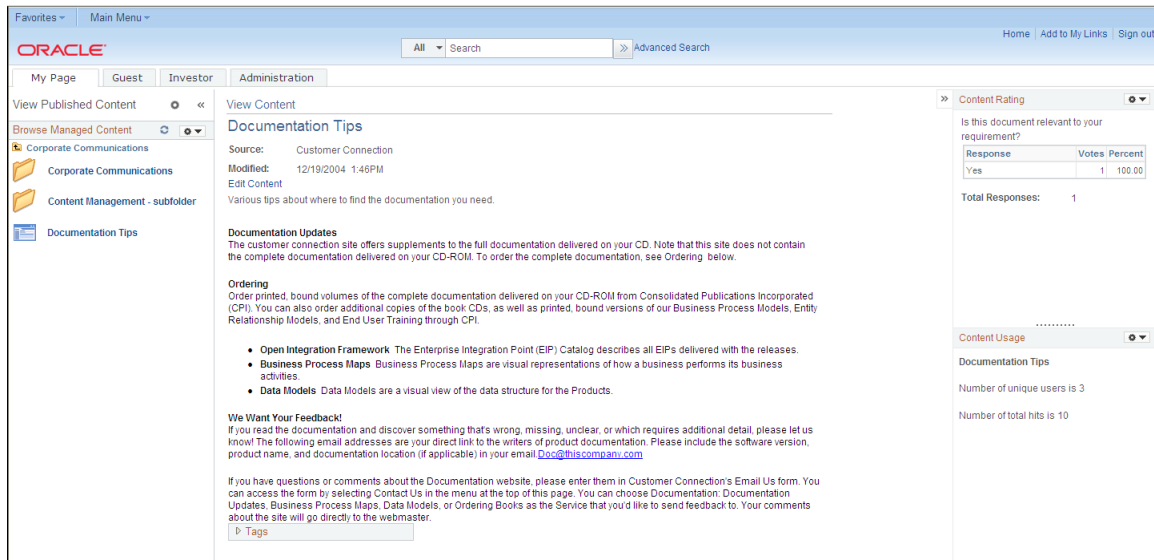 Favorites Main Menu
Home Add to My Links Sign out
ORACLE
All Search Advanced Search
My Page Guest Investor Administration
View Published Content
Browse Managed Content
Corporate Communications
Corporate Communications
Content Management - subfolder
Documentation Tips
View Content
Documentation Tips
Source: Customer Connection
Modified: 12/19/2004 1:46PM
Edit Content
Various tips about where to find the documentation you need.
Documentation Updates
The customer connection site offers supplements to the full documentation delivered on your CD. Note that this site does not contain
the complete documentation delivered on your CD-ROM. To order the complete documentation, see Ordering below.
Ordering
Order printed, bound volumes of the complete documentation delivered on your CD-ROM from Consolidated Publications Incorporated
(CPI). You can also order additional copies of the book CDs, as well as printed, bound versions of our Business Process Models, Entity
Relationship Models, and End User Training through CPI.
• Open Integration Framework The Enterprise Integration Point (EIP) Catalog describes all EIPs delivered with the releases.
• Business Process Maps Business Process Maps are visual representations of how a business performs its business
activities.
• Data Models Data Models are a visual view of the data structure for the Products.
We Want Your Feedback!
If you read the documentation and discover something that's wrong, missing, unclear, or which requires additional detail, please let us
know! The following email addresses are your direct link to the writers of product documentation. Please include the software version,
product name, and documentation location (if applicable) in your email.Doc@thiscompany.com
If you have questions or comments about the Documentation website, please enter them in Customer Connection's Email Us form. You
can access the form by selecting Contact Us in the menu at the top of this page. You can choose Documentation: Documentation
Updates, Business Process Maps, Data Models, or Ordering Books as the Service that you'd like to send feedback to. Your comments
about the site will go directly to the webmaster.
Tags
Content Rating
Is this document relevant to your
requirement?
Response Votes Percent
Yes 1 100.00
Total Responses: 1
Content Usage
Documentation Tips
Number of unique users is 3
Number of total hits is 10